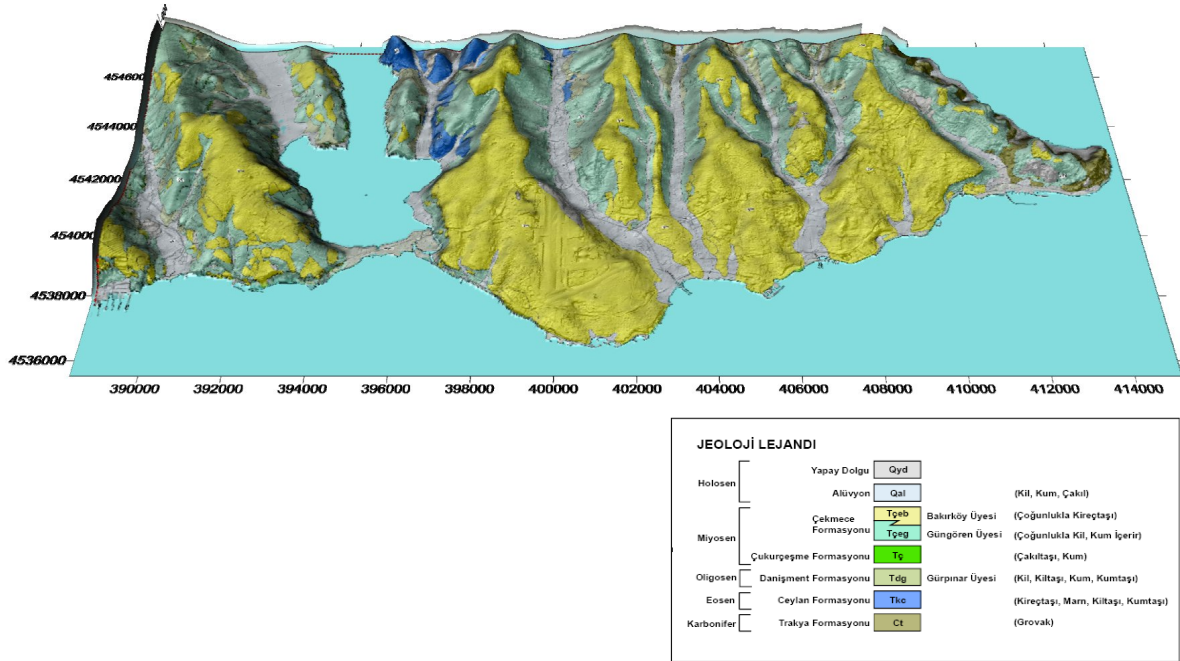 4546000
4544000
4542000
4540000
4538000
4536000
390000 392000 394000 396000 398000 400000 402000 404000 406000 408000 410000 412000 414000
JEOLOJİ LEJANDI
Holosen
Yapay Dolgu Qyd
Alüvyon Qal (Kil, Kum, Çakıl)
Miyosen
Çekmece Formasyonu
Tçeb Bakırköy Üyesi (Çoğunlukla Kireçtaşı)
Tçeg Güngören Üyesi (Çoğunlukla Kil, Kum İçerir)
Çukurçeşme Formasyonu Tç (Çakıltaşı, Kum)
Oligosen Danişment Formasyonu Tdg Gürpınar Üyesi (Kil, Kiltaşı, Kum, Kumtaşı)
Eosen Ceylan Formasyonu Tkc (Kireçtaşı, Marn, Kiltaşı, Kumtaşı)
Karbonifer Trakya Formasyonu Ct (Grovak)